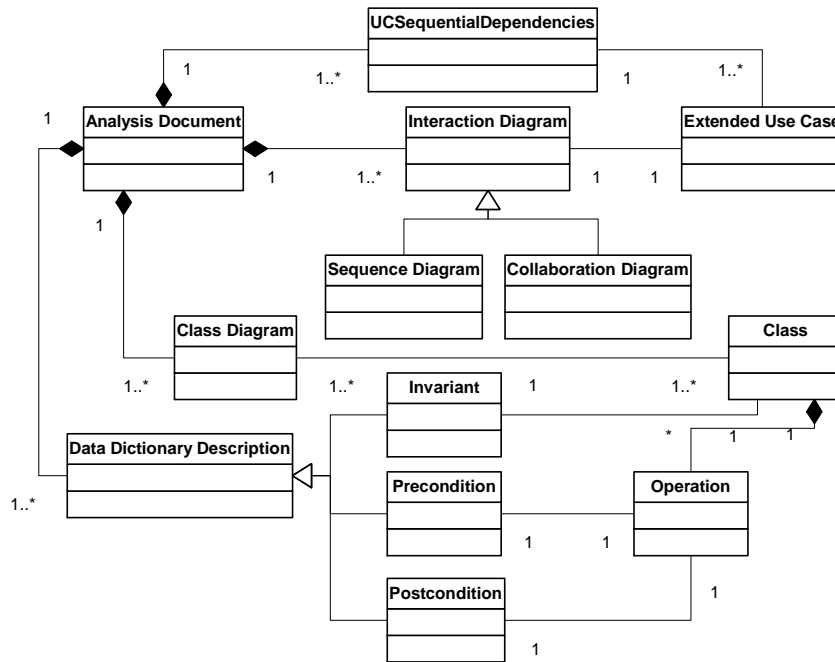 UCSequentialDependencies
1
1..*
1
1..*
1
Analysis Document
Interaction Diagram
Extended Use Case
1
1..*
1
1
1
Sequence Diagram
Collaboration Diagram
Class Diagram
Class
1..*
1..*
Invariant
1
1..*
Data Dictionary Description
*
1
1
1..*
Precondition
Operation
1
1
Postcondition
1
1